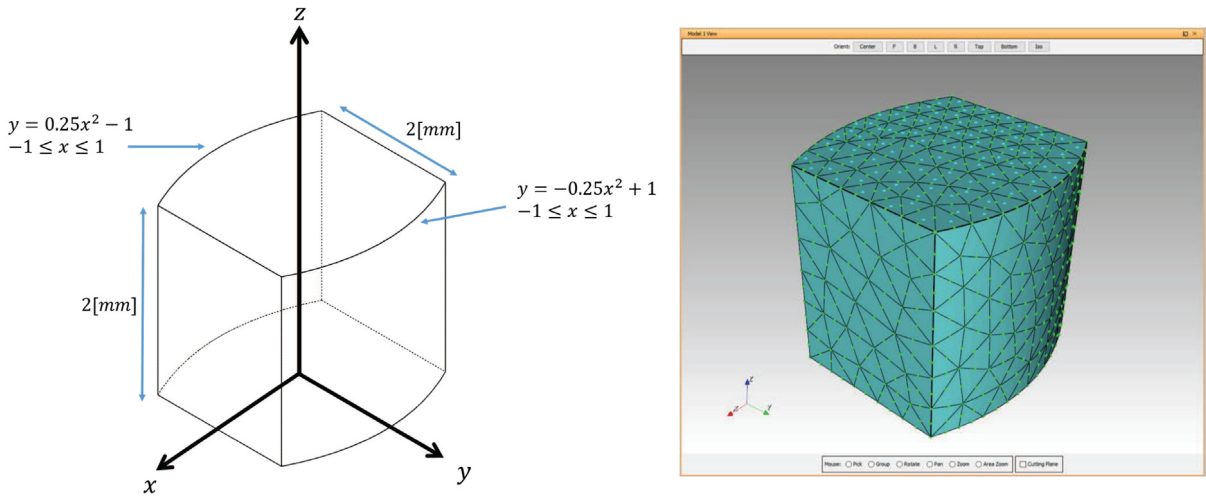 z
y = 0.25x² − 1
−1 ≤ x ≤ 1
2[mm]
y = −0.25x² + 1
−1 ≤ x ≤ 1
2[mm]
x
y
Model 1 View
Orient: Center F B L R Top Bottom Iso
z
y
Mouse: Pick Group Rotate Pan Zoom Area Zoom Cutting Plane